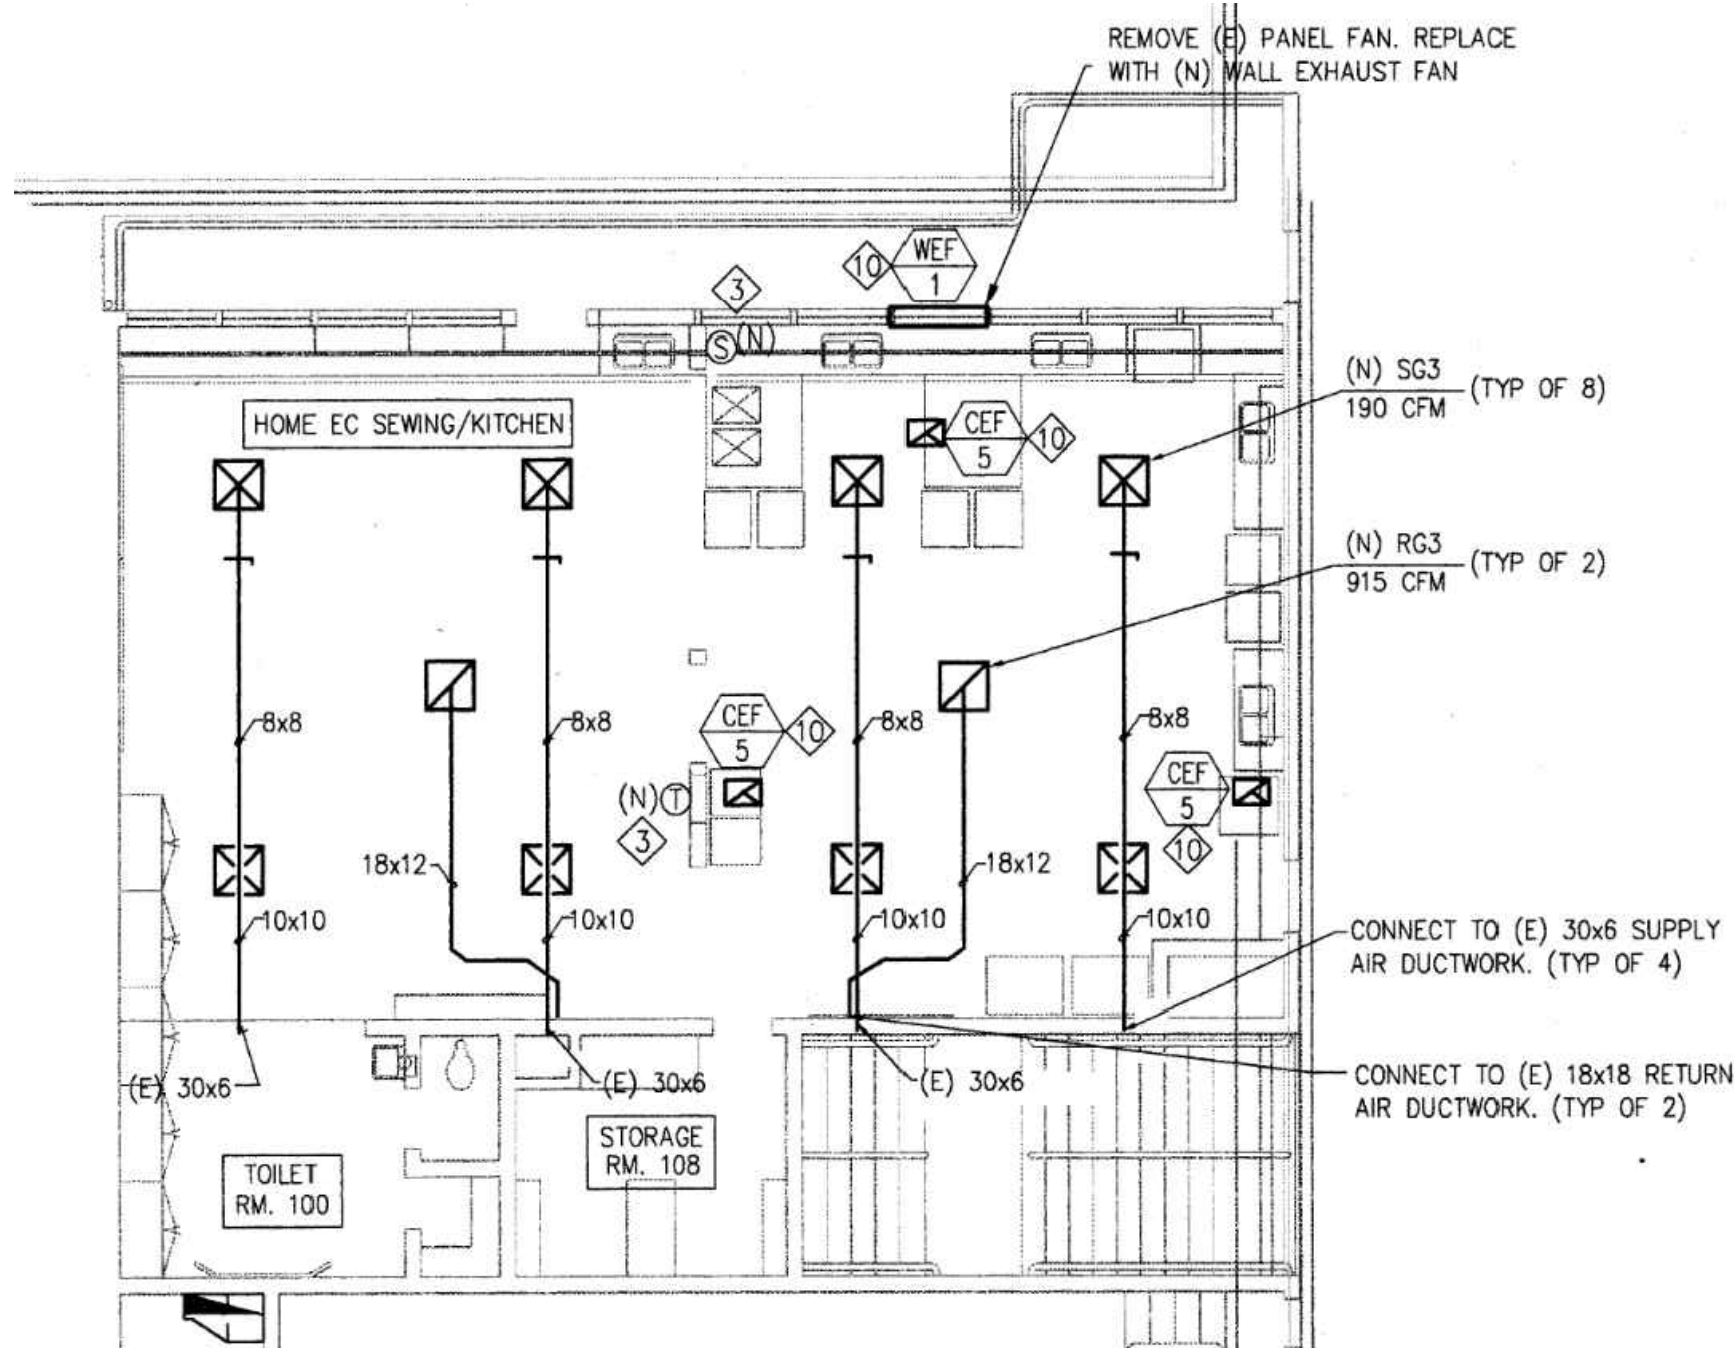 REMOVE (E) PANEL FAN. REPLACE
WITH (N) WALL EXHAUST FAN
10
WEF
1
3
S
(N)
(N) SG3
190 CFM
(TYP OF 8)
HOME EC SEWING/KITCHEN
CEF
5
10
(N) RG3
915 CFM
(TYP OF 2)
8x8
8x8
8x8
8x8
CEF
5
10
CEF
5
10
(N)
T
3
18x12
18x12
10x10
10x10
10x10
10x10
CONNECT TO (E) 30x6 SUPPLY
AIR DUCTWORK. (TYP OF 4)
(E) 30x6
(E) 30x6
(E) 30x6
CONNECT TO (E) 18x18 RETURN
AIR DUCTWORK. (TYP OF 2)
STORAGE
RM. 108
TOILET
RM. 100